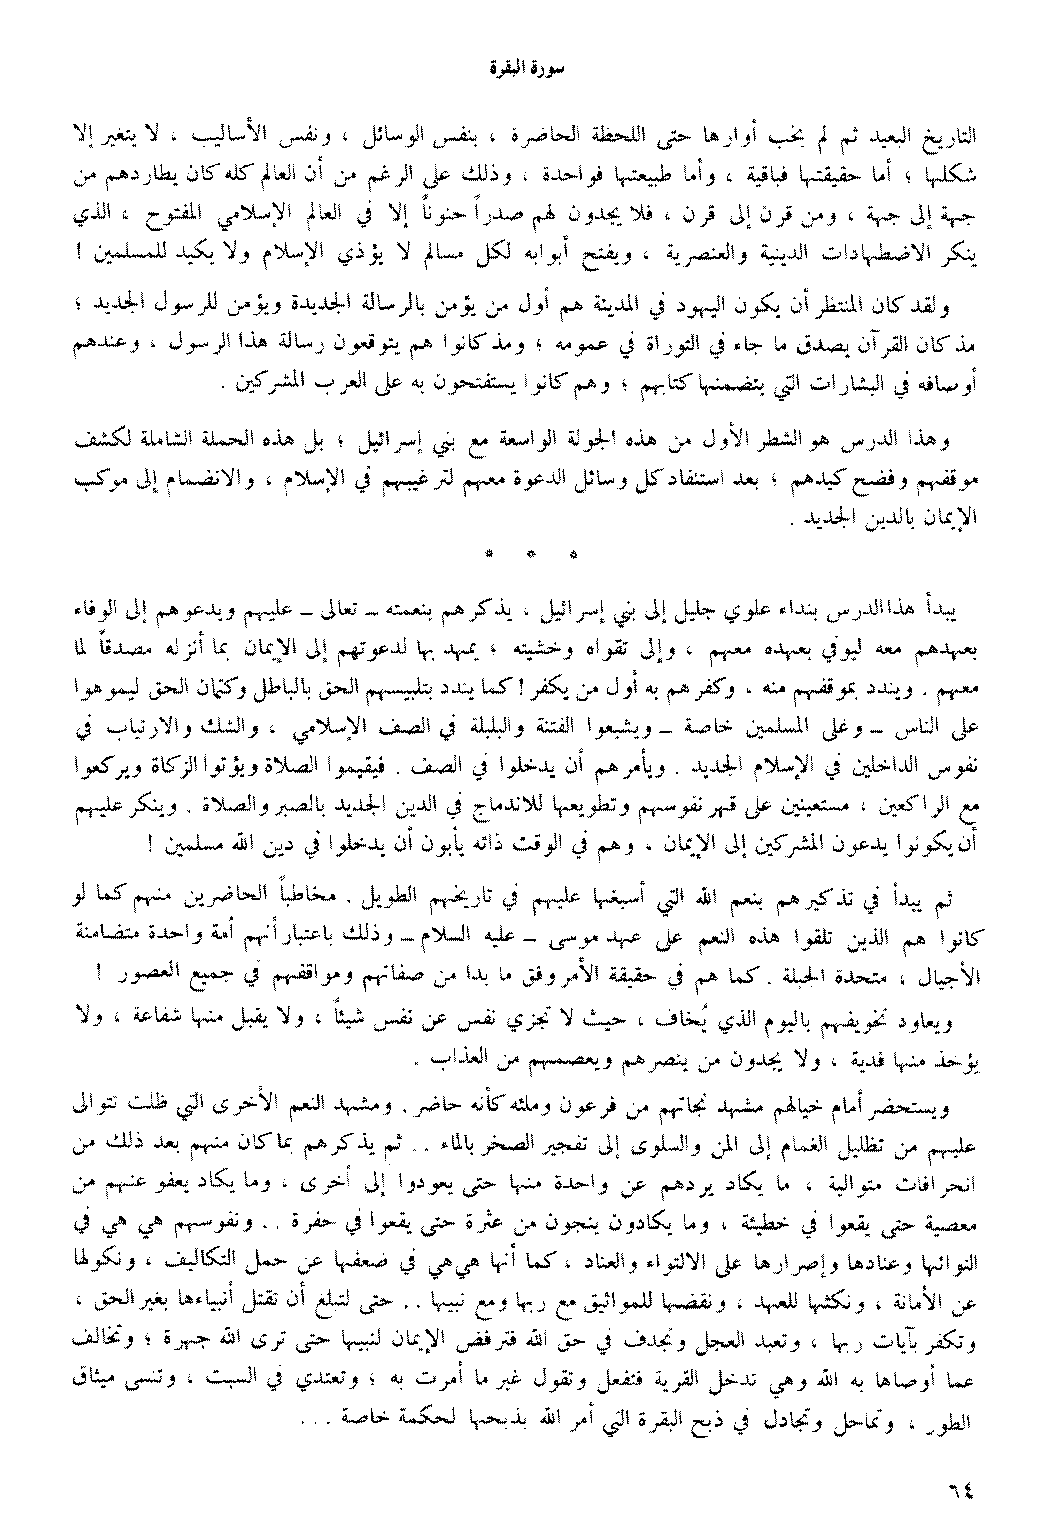 سورة البقرة
التاريخ البعيد ثم لم يخب أوارها حتى اللحظة الحاضرة ، بنفس الوسائل ، ونفس الأساليب ، لا يتغير إلا
شكلها ؛ أما حقيقتها فباقية ، وأما طبيعتها فواحدة ، وذلك على الرغم من أن العالم كله كان يطاردهم من
جهة إلى جهة ، ومن قرن إلى قرن ، فلا يجدون لهم صدراً حنوناً إلا في العالم الإسلامي المفتوح ، الذي
ينكر الاضطهادات الدينية والعنصرية ، ويفتح أبوابه لكل مسالم لا يؤذي الإسلام ولا يكيد للمسلمين !
ولقد كان المنتظر أن يكون اليهود في المدينة هم أول من يؤمن بالرسالة الجديدة ويؤمن للرسول الجديد ؛
مذ كان القرآن يصدق ما جاء في التوراة في عمومه ؛ ومذ كانوا هم يتوقعون رسالة هذا الرسول ، وعندهم
أوصافه في البشارات التي يتضمنها كتابهم ؛ وهم كانوا يستفتحون به على العرب المشركين .
وهذا الدرس هو الشطر الأول من هذه الجولة الواسعة مع بني إسرائيل ؛ بل هذه الحملة الشاملة لكشف
موقفهم وفضح كيدهم ؛ بعد استنفاد كل وسائل الدعوة معهم لترغيبهم في الإسلام ، والانضمام إلى موكب
الإيمان بالدين الجديد .
* * *
يبدأ هذا الدرس بنداء علوي جليل إلى بني إسرائيل ، يذكرهم بنعمته – تعالى – عليهم ويدعوهم إلى الوفاء
بعهدهم معه ليوفي بعهده معهم ، وإلى تقواه وخشيته ؛ يمهد بها لدعوتهم إلى الإيمان بما أنزله مصدقاً لما
معهم . ويندد بموقفهم منه ، وكفرهم به أول من يكفر ! كما يندد بتلبيسهم الحق بالباطل وكتمان الحق ليموهوا
على الناس – وعلى المسلمين خاصة – ويشيعوا الفتنة والبلبلة في الصف الإسلامي ، والشك والارتياب في
نفوس الداخلين في الإسلام الجديد . ويأمرهم أن يدخلوا في الصف . فيقيموا الصلاة ويؤتوا الزكاة ويركعوا
مع الراكعين ، مستعينين على قهر نفوسهم وتطويعها للاندماج في الدين الجديد بالصبر والصلاة . وينكر عليهم
أن يكونوا يدعون المشركين إلى الإيمان ، وهم في الوقت ذاته يأبون أن يدخلوا في دين الله مسلمين !
ثم يبدأ في تذكيرهم بنعم الله التي أسبغها عليهم في تاريخهم الطويل . مخاطباً الحاضرين منهم كما لو
كانوا هم الذين تلقوا هذه النعم على عهد موسى – عليه السلام – وذلك باعتبار أنهم أمة واحدة متضامنة
الأجيال ، متحدة الجبلة . كما هم في حقيقة الأمر وفق ما بدا من صفاتهم ومواقفهم في جميع العصور !
ويعاود تخويفهم باليوم الذي يُخاف ، حيث لا تجزي نفس عن نفس شيئاً ، ولا يقبل منها شفاعة ، ولا
يؤخذ منها فدية ، ولا يجدون من ينصرهم ويعصمهم من العذاب .
ويستحضر أمام خيالهم مشهد نجاتهم من فرعون وملئه كأنه حاضر . ومشهد النعم الأخرى التي ظلت تتوالى
عليهم من تظليل الغمام إلى المن والسلوى إلى تفجير الصخر بالماء .. ثم يذكرهم بما كان منهم بعد ذلك من
انحرافات متوالية ، ما يكاد يردهم عن واحدة منها حتى يعودوا إلى أخرى ، وما يكاد يعفو عنهم من
معصية حتى يقعوا في خطيئة ، وما يكادون ينجون من عثرة حتى يقعوا في حفرة .. ونفوسهم هي هي في
التوائها وعنادها وإصرارها على الالتواء والعناد ، كما أنها هي هي في ضعفها عن حمل التكاليف ، ونكولها
عن الأمانة ، ونكثها للعهد ، ونقضها للمواثيق مع ربها ومع نبيها .. حتى لتبلغ أن تقتل أنبياءها بغير الحق ،
وتكفر بآيات ربها ، وتعبد العجل وتجدف في حق الله فترفض الإيمان لنبيها حتى ترى الله جهرة ؛ وتخالف
عما أوصاها به الله وهي تدخل القرية فتفعل وتقول غير ما أمرت به ؛ وتعتدي في السبت ، وتنسى ميثاق
الطور ، وتماحل وتجادل في ذبح البقرة التي أمر الله بذبحها لحكمة خاصة ...
٦٤